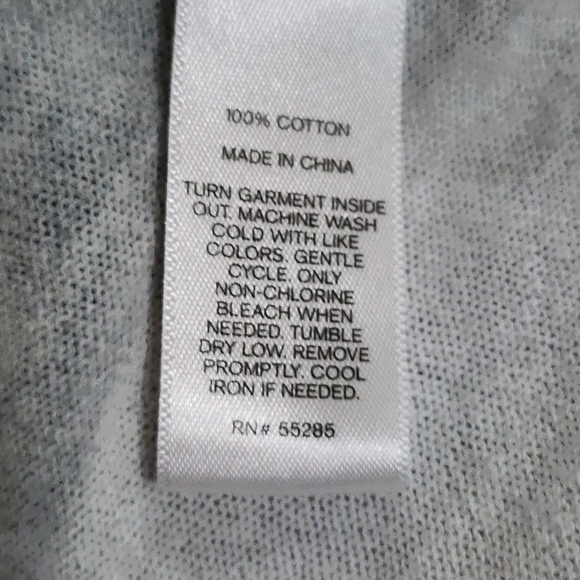 100% COTTON
MADE IN CHINA
TURN GARMENT INSIDE
OUT. MACHINE WASH
COLD WITH LIKE
COLORS. GENTLE
CYCLE. ONLY
NON-CHLORINE
BLEACH WHEN
NEEDED. TUMBLE
DRY LOW. REMOVE
PROMPTLY. COOL
IRON IF NEEDED.
RN# 55285